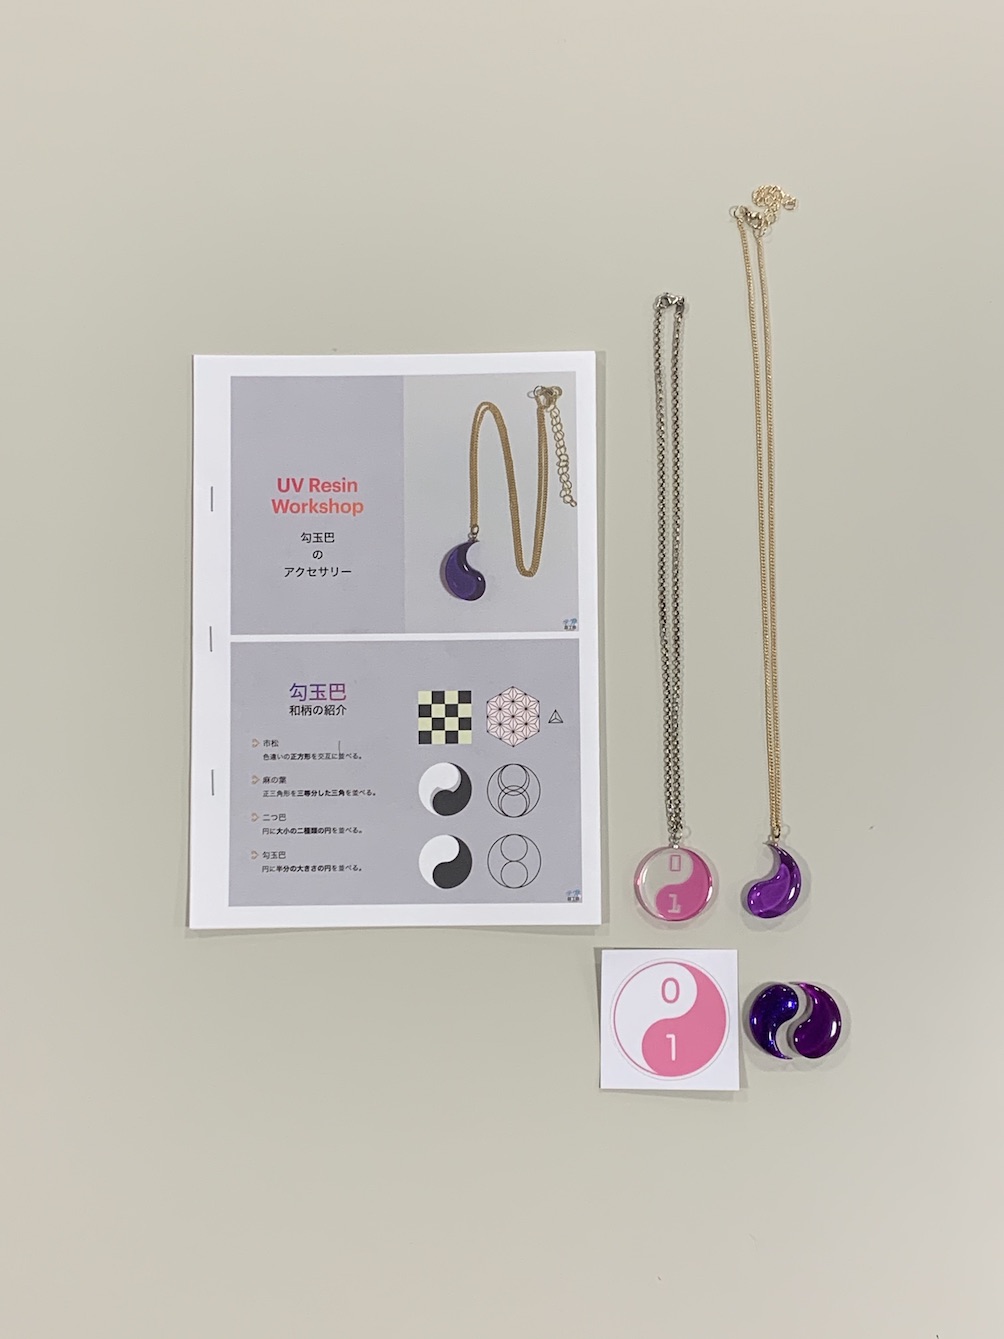 UV Resin
Workshop
勾玉巴
の
アクセサリー
勾玉巴
和柄の紹介
市松
色違いの正方形を交互に並べる。
麻の葉
正三角形を三等分した三角を並べる。
二つ巴
円に大小の二種類の円を並べる。
勾玉巴
円に半分の大きさの円を並べる。
0
1
0
1